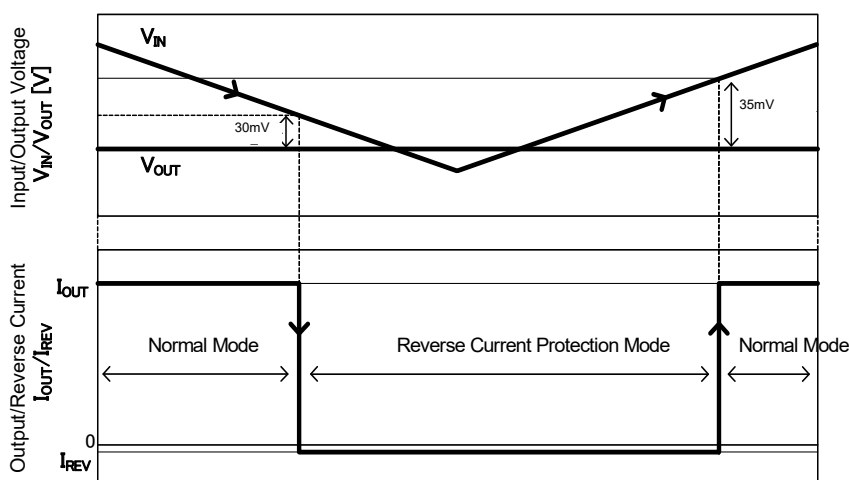 Input/Output Voltage
VIN/VOUT [V]
VIN
30mV
35mV
VOUT
Output/Reverse Current
IOUT/IREV
IOUT
Normal Mode
Reverse Current Protection Mode
Normal Mode
0
IREV